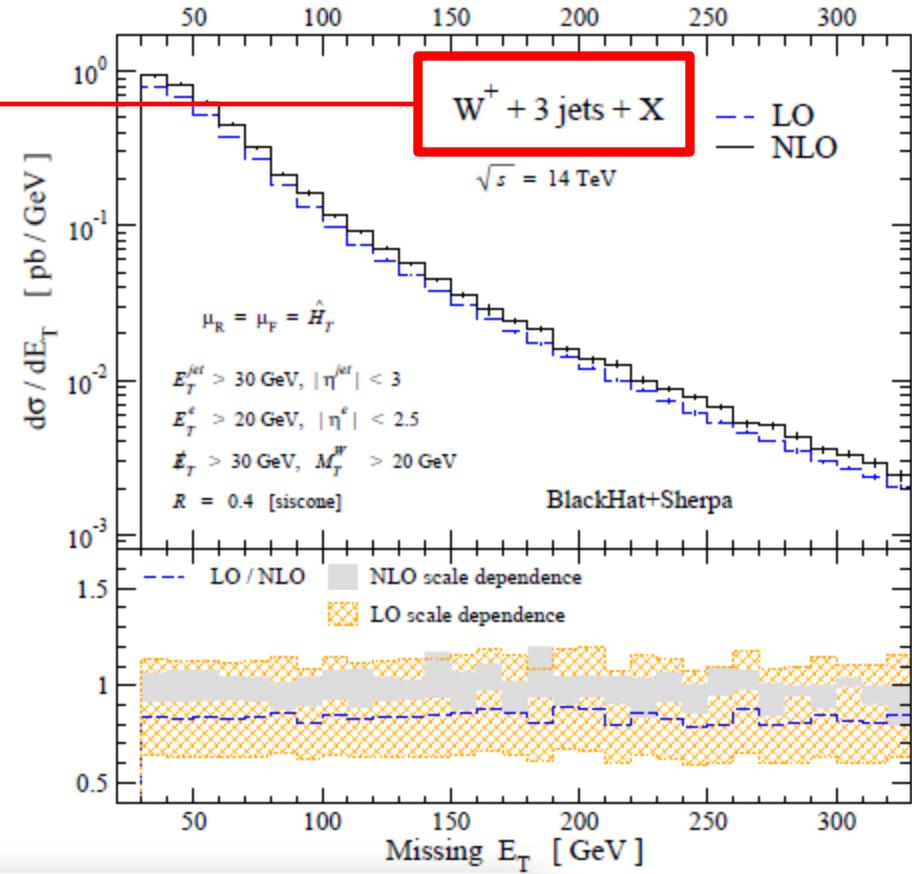 50 100 150 200 250 300
10^0
W^+ + 3 jets + X
LO
NLO
√s = 14 TeV
10^-1
dσ / dE_T [ pb / GeV ]
μ_R = μ_F = Ĥ_T
10^-2
E_T^jet > 30 GeV, | η^jet | < 3
E_T^e > 20 GeV, | η^e | < 2.5
E̸_T > 30 GeV, M_T^W > 20 GeV
R = 0.4 [siscone]
BlackHat+Sherpa
10^-3
LO / NLO
NLO scale dependence
1.5
LO scale dependence
1
0.5
50 100 150 200 250 300
Missing E_T [ GeV ]